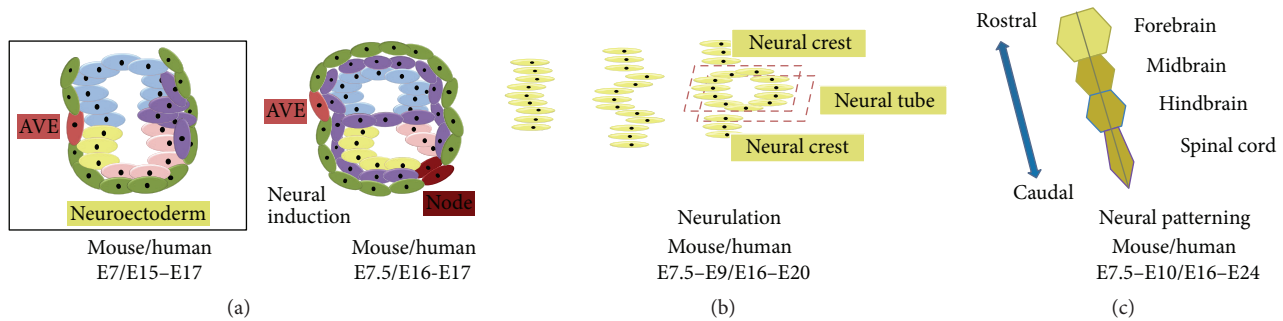 AVE
Neuroectoderm
Mouse/human
E7/E15–E17
AVE
Neural
induction
Node
Mouse/human
E7.5/E16-E17
(a)
Neural crest
Neural tube
Neural crest
Neurulation
Mouse/human
E7.5–E9/E16–E20
(b)
Rostral
Caudal
Forebrain
Midbrain
Hindbrain
Spinal cord
Neural patterning
Mouse/human
E7.5–E10/E16–E24
(c)